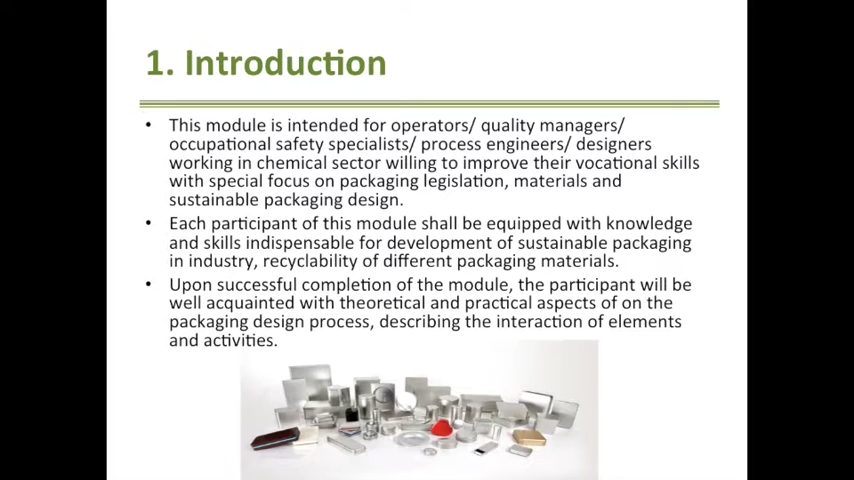 1. Introduction
• This module is intended for operators/ quality managers/
occupational safety specialists/ process engineers/ designers
working in chemical sector willing to improve their vocational skills
with special focus on packaging legislation, materials and
sustainable packaging design.
• Each participant of this module shall be equipped with knowledge
and skills indispensable for development of sustainable packaging
in industry, recyclability of different packaging materials.
• Upon successful completion of the module, the participant will be
well acquainted with theoretical and practical aspects of on the
packaging design process, describing the interaction of elements
and activities.